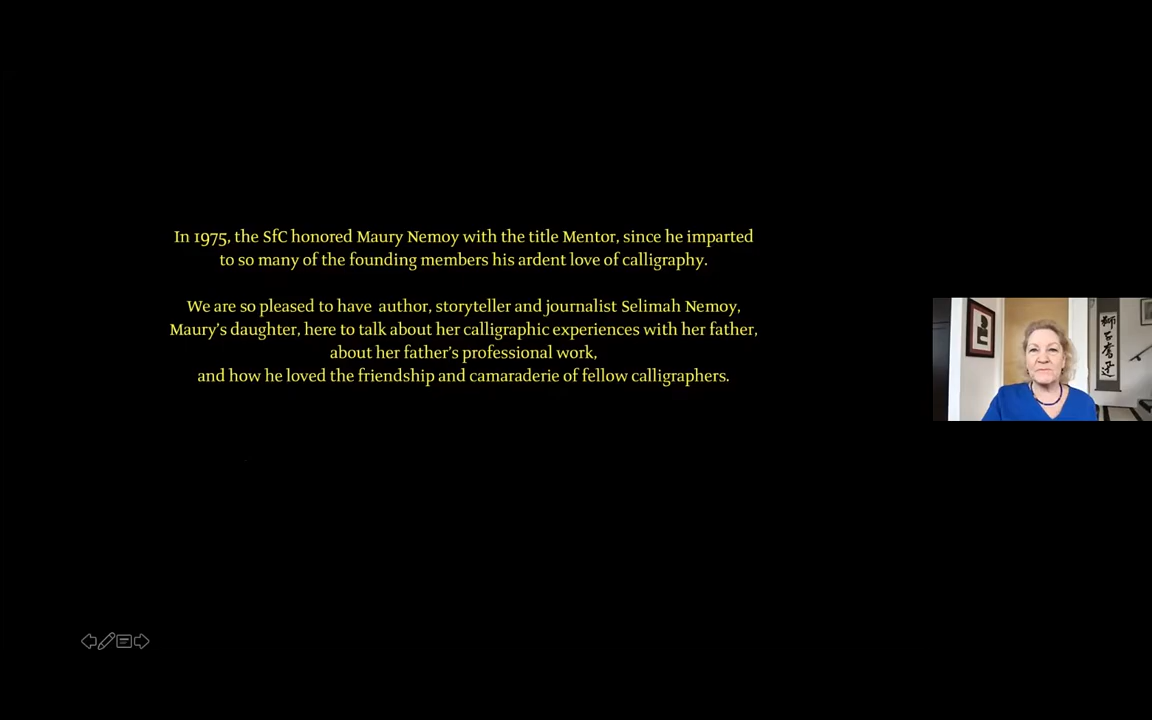 In 1975, the SfC honored Maury Nemoy with the title Mentor, since he imparted
to so many of the founding members his ardent love of calligraphy.
We are so pleased to have  author, storyteller and journalist Selimah Nemoy,
Maury's daughter, here to talk about her calligraphic experiences with her father,
about her father's professional work,
and how he loved the friendship and camaraderie of fellow calligraphers.